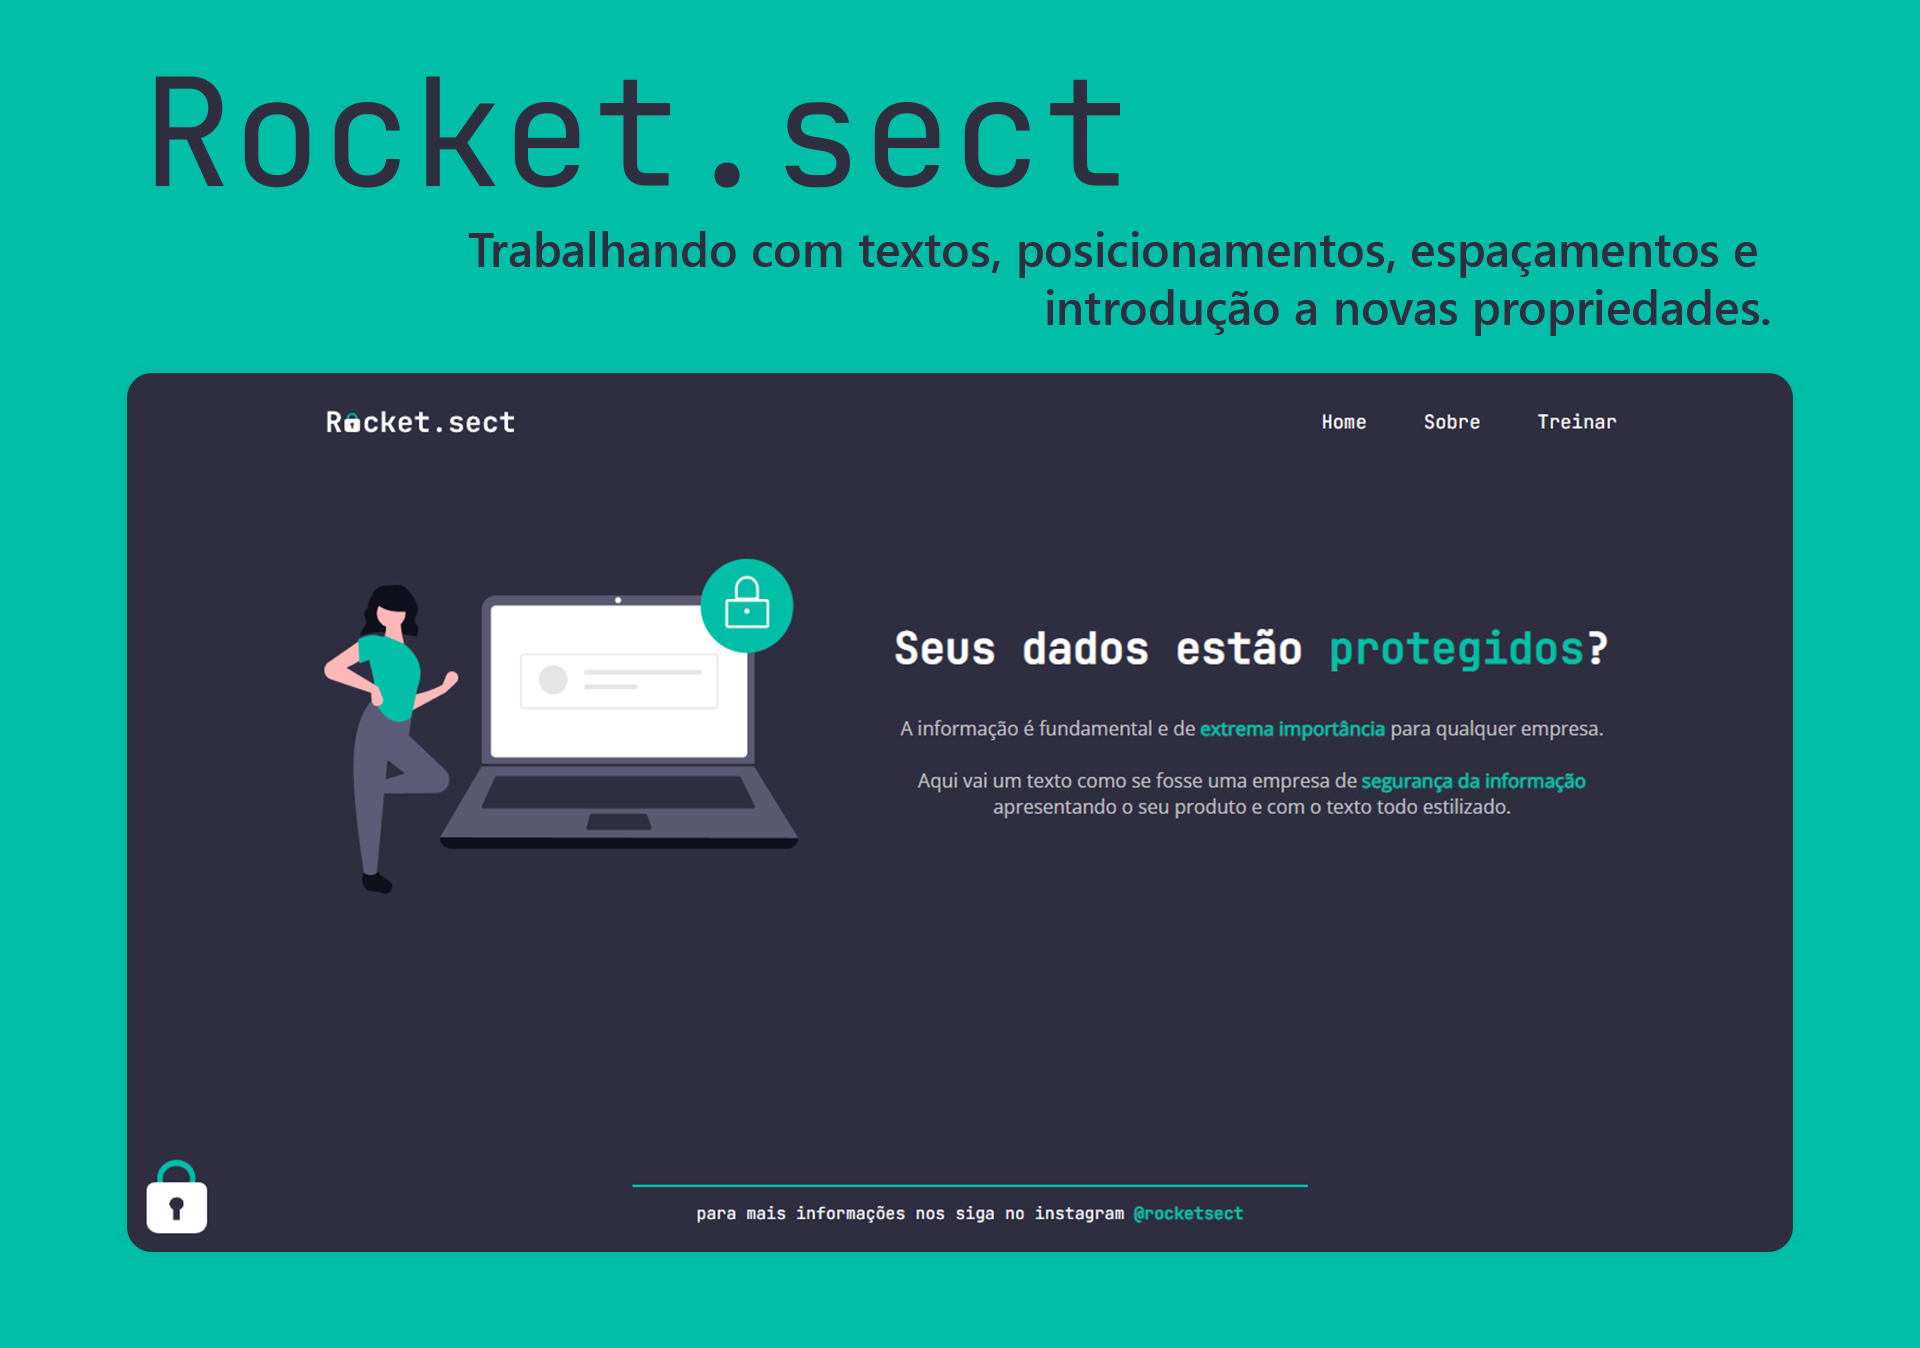 Rocket.sect
Trabalhando com textos, posicionamentos, espaçamentos e
introdução a novas propriedades.
Rocket.sect
Home Sobre Treinar
Seus dados estão protegidos?
A informação é fundamental e de extrema importância para qualquer empresa.
Aqui vai um texto como se fosse uma empresa de segurança da informação
apresentando o seu produto e com o texto todo estilizado.
para mais informações nos siga no instagram @rocketsect